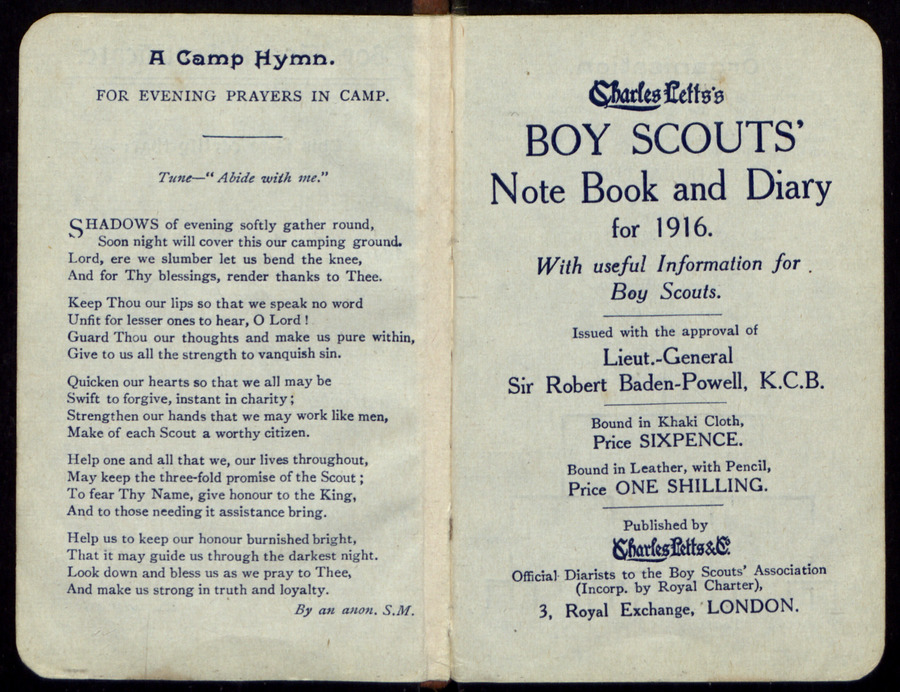 A Camp Hymn.
FOR EVENING PRAYERS IN CAMP.
Tune—“Abide with me.”
SHADOWS of evening softly gather round,
Soon night will cover this our camping ground.
Lord, ere we slumber let us bend the knee,
And for Thy blessings, render thanks to Thee.
Keep Thou our lips so that we speak no word
Unfit for lesser ones to hear, O Lord !
Guard Thou our thoughts and make us pure within,
Give to us all the strength to vanquish sin.
Quicken our hearts so that we all may be
Swift to forgive, instant in charity ;
Strengthen our hands that we may work like men,
Make of each Scout a worthy citizen.
Help one and all that we, our lives throughout,
May keep the three-fold promise of the Scout ;
To fear Thy Name, give honour to the King,
And to those needing it assistance bring.
Help us to keep our honour burnished bright,
That it may guide us through the darkest night.
Look down and bless us as we pray to Thee,
And make us strong in truth and loyalty.
By an anon. S.M.
Charles Letts's
BOY SCOUTS'
Note Book and Diary
for 1916.
With useful Information for
Boy Scouts.
Issued with the approval of
Lieut.-General
Sir Robert Baden-Powell, K.C.B.
Bound in Khaki Cloth,
Price SIXPENCE.
Bound in Leather, with Pencil,
Price ONE SHILLING.
Published by
Charles Letts & Co.
Official Diarists to the Boy Scouts' Association
(Incorp. by Royal Charter),
3, Royal Exchange, LONDON.